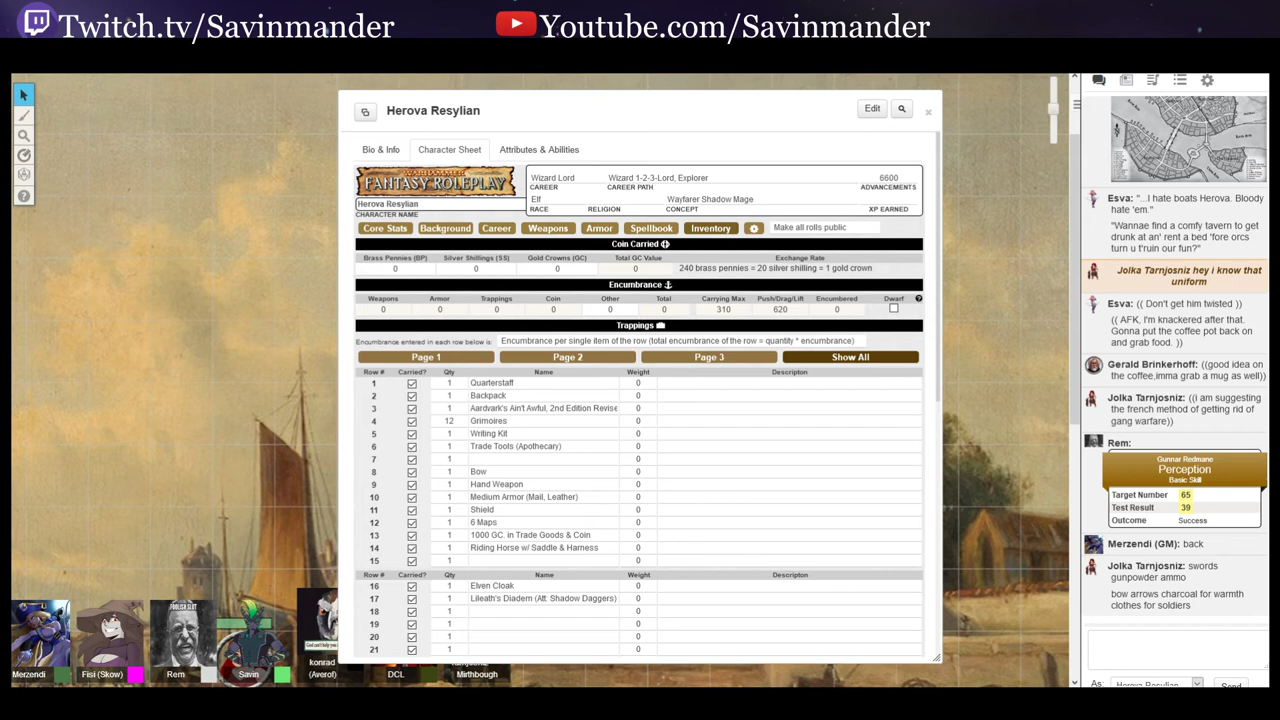 Twitch.tv/Savinmander
Youtube.com/Savinmander
Herova Resylian
Edit
Bio & Info
Character Sheet
Attributes & Abilities
WARHAMMER
FANTASY ROLEPLAY
Herova Resylian
CHARACTER NAME
Wizard Lord Wizard 1-2-3-Lord, Explorer 6600
CAREER CAREER PATH ADVANCEMENTS
Elf Wayfarer Shadow Mage
RACE RELIGION CONCEPT XP EARNED
Core Stats Background Career Weapons Armor Spellbook Inventory Make all rolls public
Coin Carried
Brass Pennies (BP) Silver Shillings (SS) Gold Crowns (GC) Total GC Value Exchange Rate
0 0 0 0 240 brass pennies = 20 silver shilling = 1 gold crown
Encumbrance
Weapons Armor Trappings Coin Other Total Carrying Max Push/Drag/Lift Encumbered Dwarf
0 0 0 0 0 0 310 620 0
Trappings
Encumbrance entered in each row below is: Encumbrance per single item of the row (total encumbrance of the row = quantity * encumbrance)
Page 1 Page 2 Page 3 Show All
Row # Carried? Qty Name Weight Descripton
1 1 Quarterstaff 0
2 1 Backpack 0
3 1 Aardvark's Ain't Awful, 2nd Edition Revise 0
4 12 Grimoires 0
5 1 Writing Kit 0
6 1 Trade Tools (Apothecary) 0
7 1 0
8 1 Bow 0
9 1 Hand Weapon 0
10 1 Medium Armor (Mail, Leather) 0
11 1 Shield 0
12 1 6 Maps 0
13 1 1000 GC. in Trade Goods & Coin 0
14 1 Riding Horse w/ Saddle & Harness 0
15 1 0
Row # Carried? Qty Name Weight Descripton
16 1 Elven Cloak 0
17 1 Lileath's Diadem (Att: Shadow Daggers) 0
18 1 0
19 1 0
20 1 0
21 1 0
Esva: "...I hate boats Herova. Bloody
hate 'em."
"Wannae find a comfy tavern to get
drunk at an' rent a bed 'fore orcs
turn u t'ruin our fun?"
Jolka Tarnjosniz hey i know that
uniform
Esva: (( Don't get him twisted ))
(( AFK, I'm knackered after that.
Gonna put the coffee pot back on
and grab food. ))
Gerald Brinkerhoff: ((good idea on
the coffee,imma grab a mug as well))
Jolka Tarnjosniz: ((i am suggesting
the french method of getting rid of
gang warfare))
Rem:
Gunnar Redmane
Perception
Basic Skill
Target Number 65
Test Result 39
Outcome Success
Merzendi (GM): back
Jolka Tarnjosniz: swords
gunpowder ammo
bow arrows charcoal for warmth
clothes for soldiers
As: Herova Resylian Send
FOOLISH SLUT
Merzendi
Fisi (Skow)
Rem
Savin
konrad
(Averof)
DCL
Mirthbough